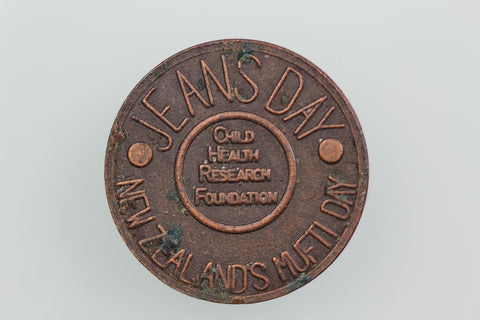 JEANS DAY
CHILD
HEALTH
RESEARCH
FOUNDATION
NEW ZEALAND'S MUFTI DAY